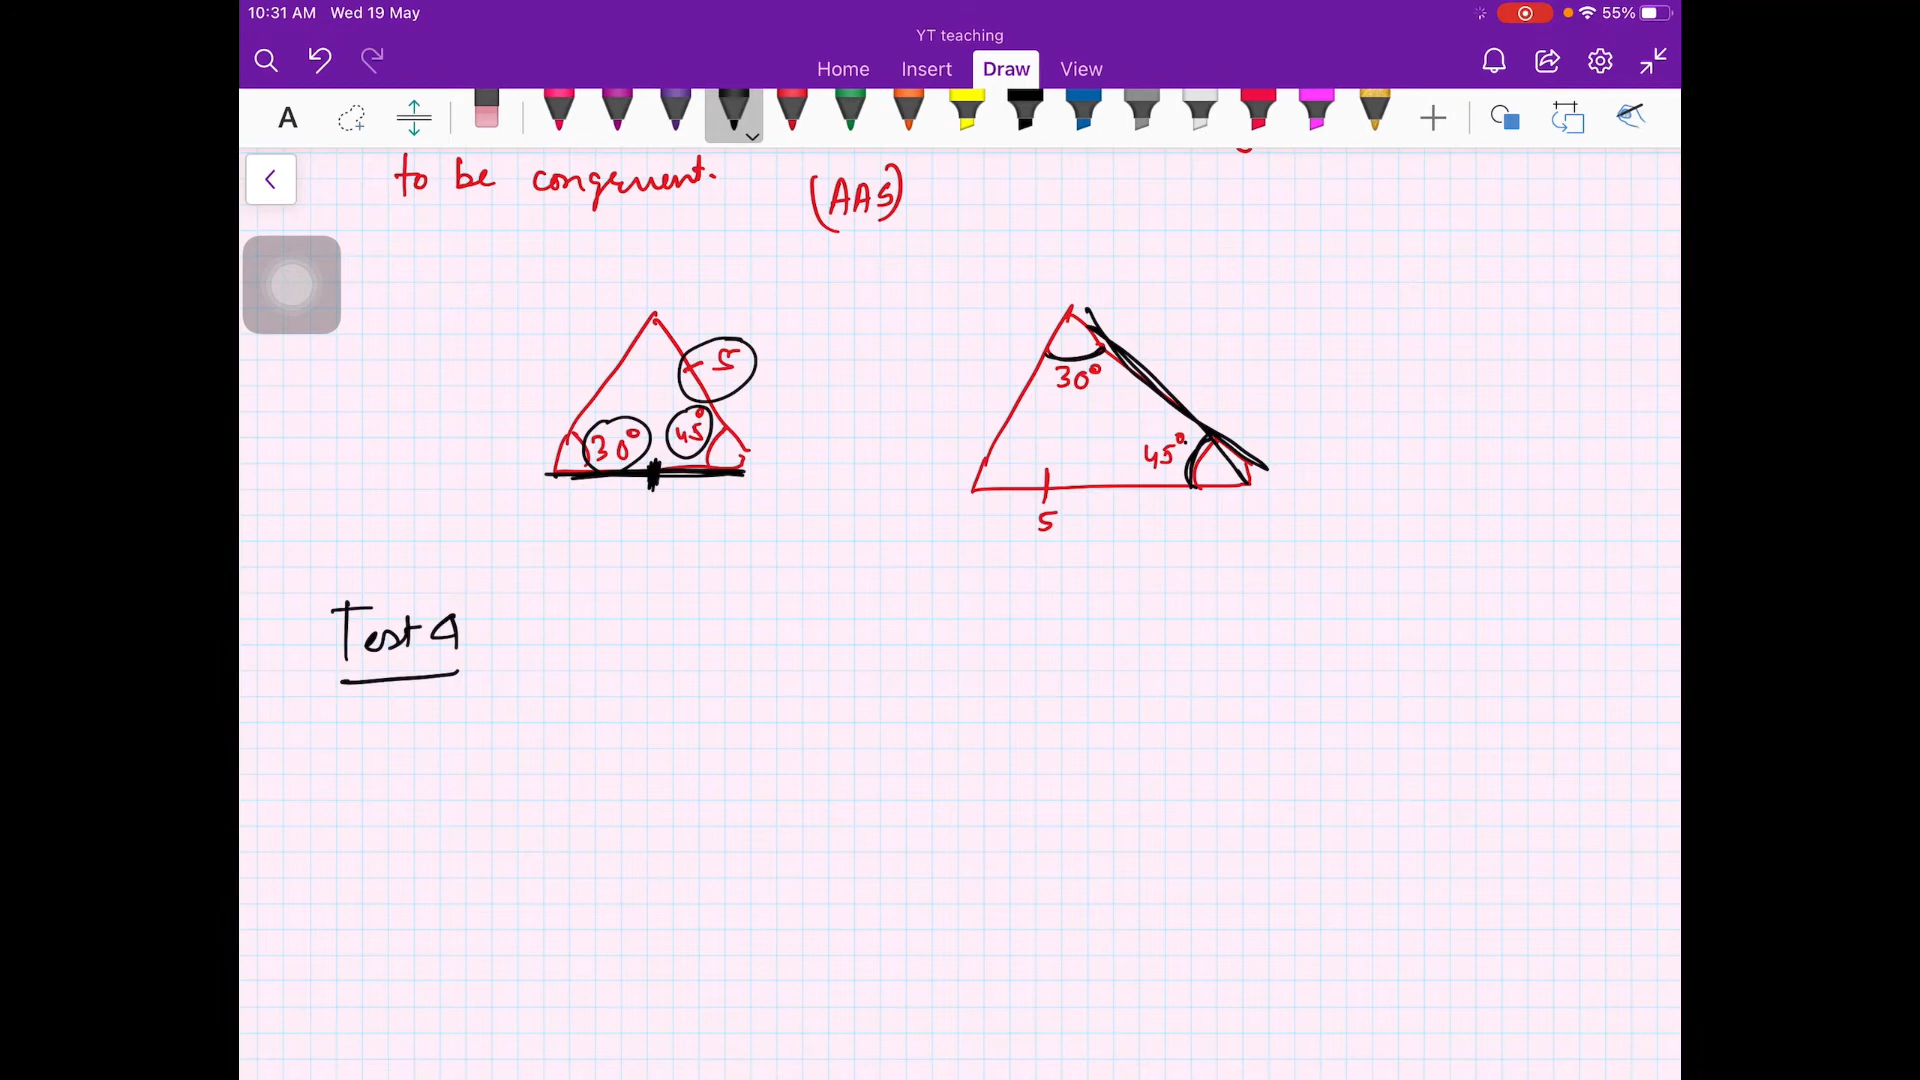 10:31 AM Wed 19 May
55%
YT teaching
Home Insert Draw View
A
to be congruent.
(AAS)
5
30°
45°
30°
45°
5
Test 4